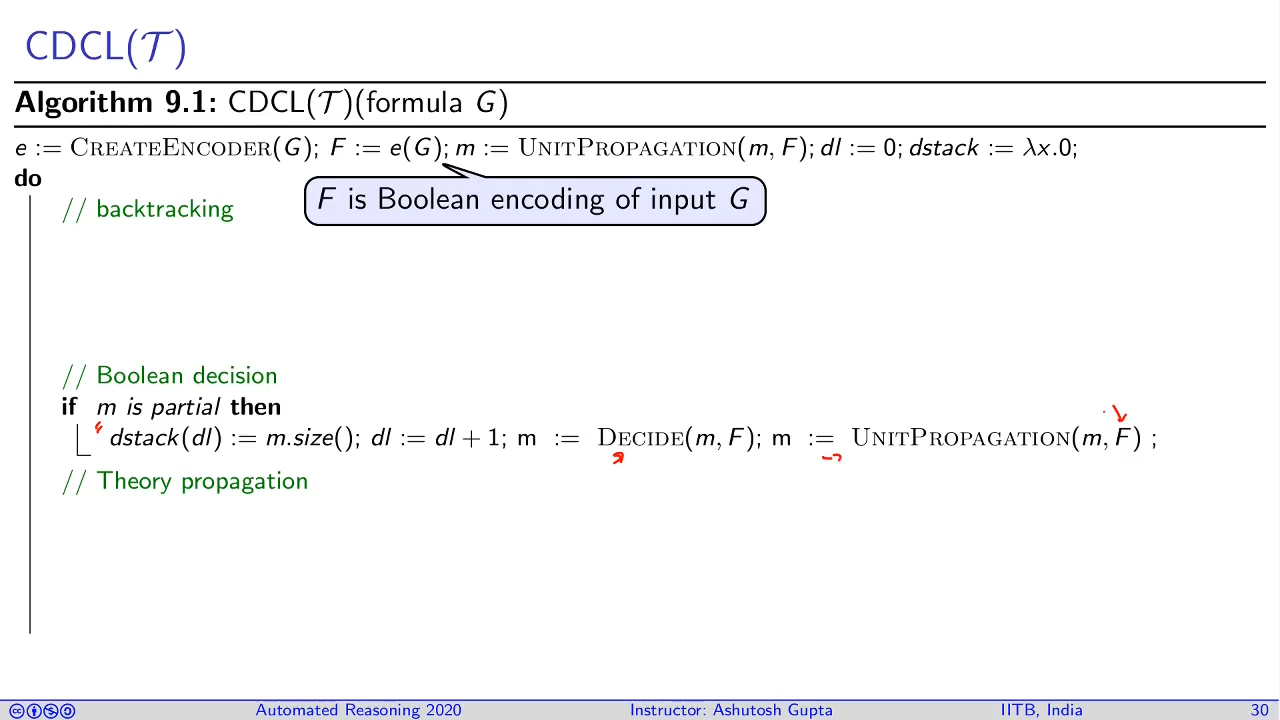 CDCL(𝒯)
Algorithm 9.1: CDCL(𝒯)(formula G)
e := CREATEENCODER(G); F := e(G); m := UNITPROPAGATION(m, F); dl := 0; dstack := λx.0;
do
F is Boolean encoding of input G
// backtracking
// Boolean decision
if m is partial then
dstack(dl) := m.size(); dl := dl + 1; m := DECIDE(m, F); m := UNITPROPAGATION(m, F) ;
// Theory propagation
Automated Reasoning 2020 Instructor: Ashutosh Gupta IITB, India 30